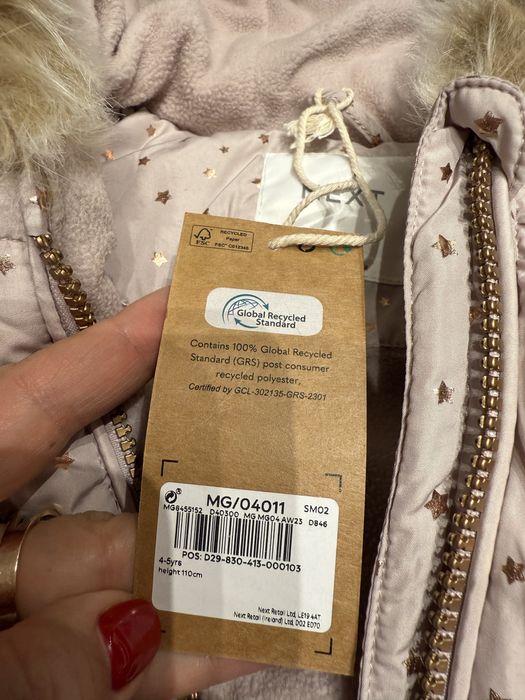 NEXT
FSC
RECYCLED
Paper
FSC® C012345
Global Recycled
Standard
Contains 100% Global Recycled
Standard (GRS) post consumer
recycled polyester,
Certified by GCL-302135-GRS-2301
MG/04011 SM02
MG8455152 D40300 MG MG04 AW23 D846
POS: D29-830-413-000103
4-5yrs
height 110cm
Next Retail Ltd, LE19 4AT
Next Retail (Ireland) Ltd, D02 E070